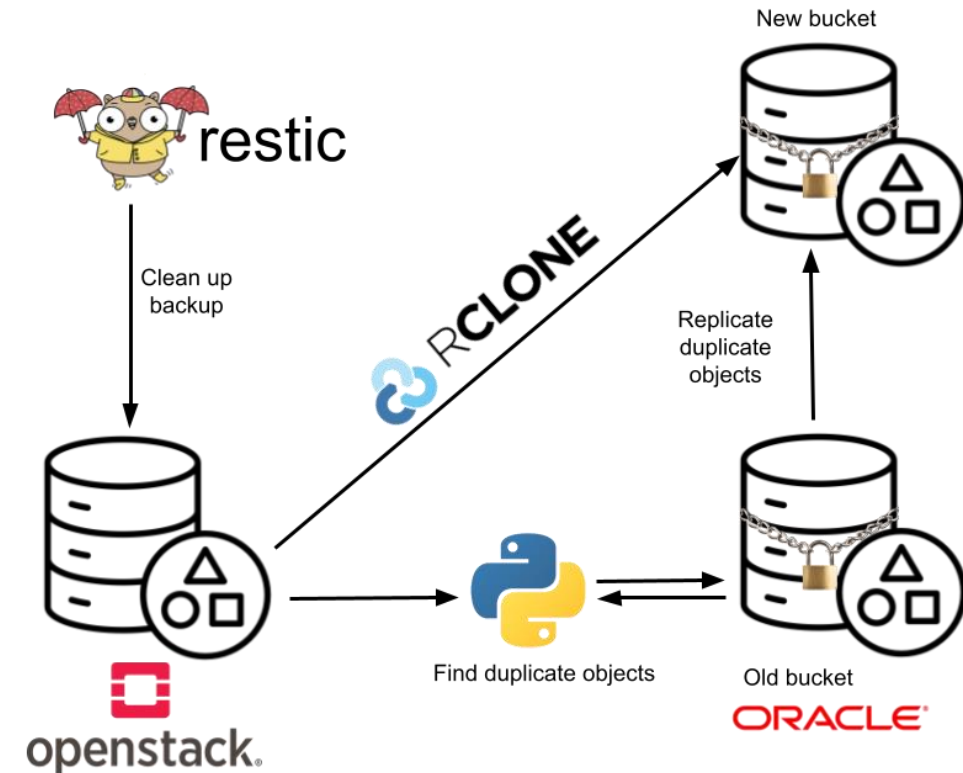 New bucket
restic
Clean up
backup
RCLONE
Replicate
duplicate
objects
Find duplicate objects
Old bucket
ORACLE
openstack.